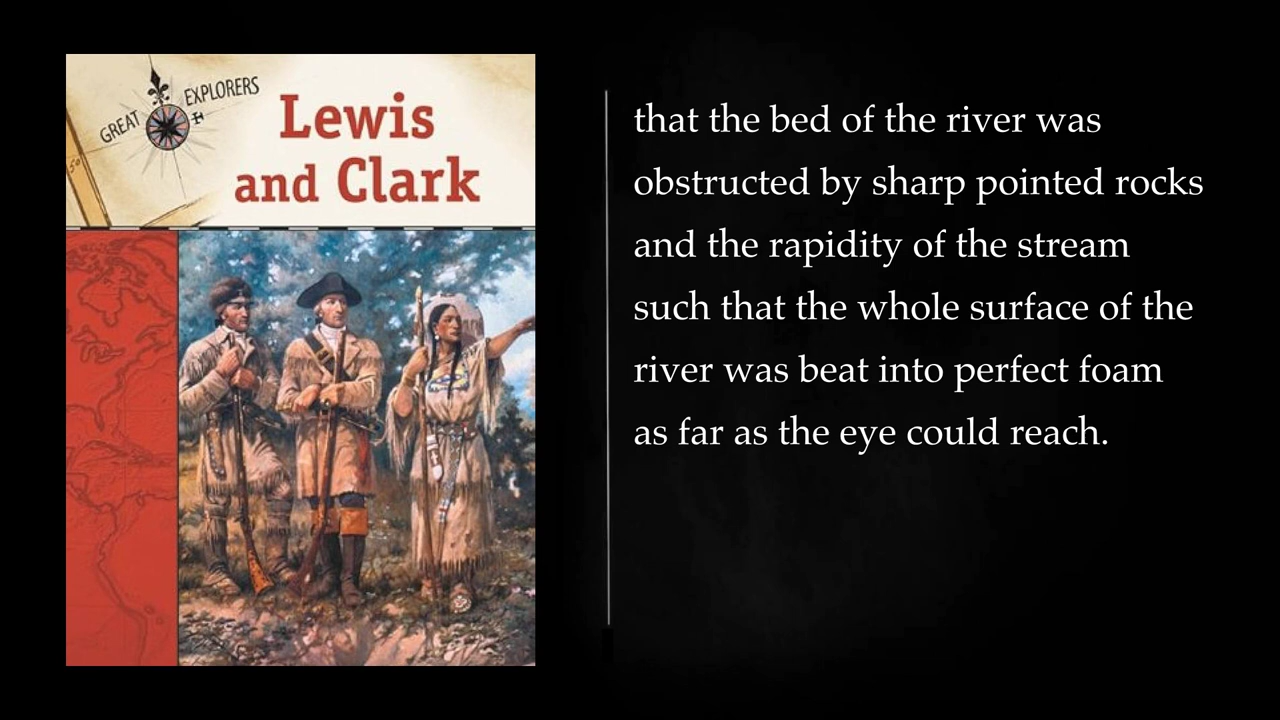 GREAT EXPLORERS
Lewis
and Clark
50
that the bed of the river was
obstructed by sharp pointed rocks
and the rapidity of the stream
such that the whole surface of the
river was beat into perfect foam
as far as the eye could reach.